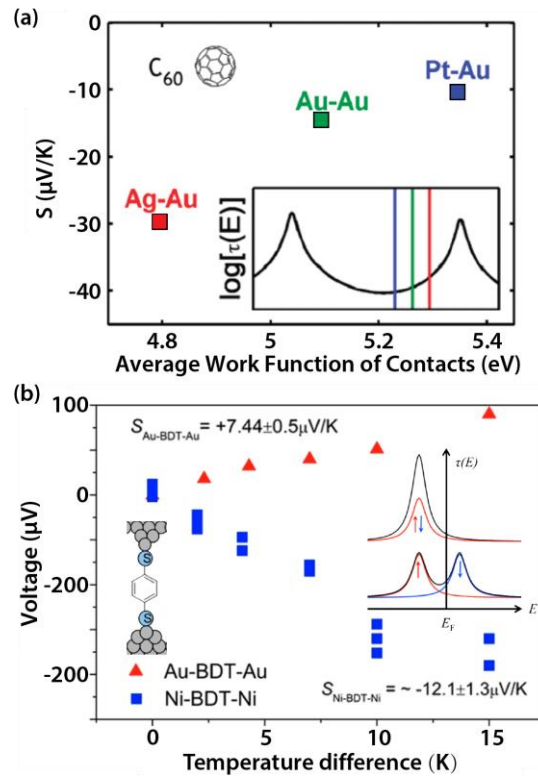 (a)
0
-10
-20
-30
-40
S (µV/K)
C60
Ag-Au
Au-Au
Pt-Au
log[τ(E)]
4.8
5
5.2
5.4
Average Work Function of Contacts (eV)
(b)
100
0
-200
-200
Voltage (µV)
S Au-BDT-Au = +7.44±0.5µV/K
τ(E)
E
EF
S
S
Au-BDT-Au
Ni-BDT-Ni
S Ni-BDT-Ni = ~ -12.1±1.3µV/K
0
5
10
15
Temperature difference (K)